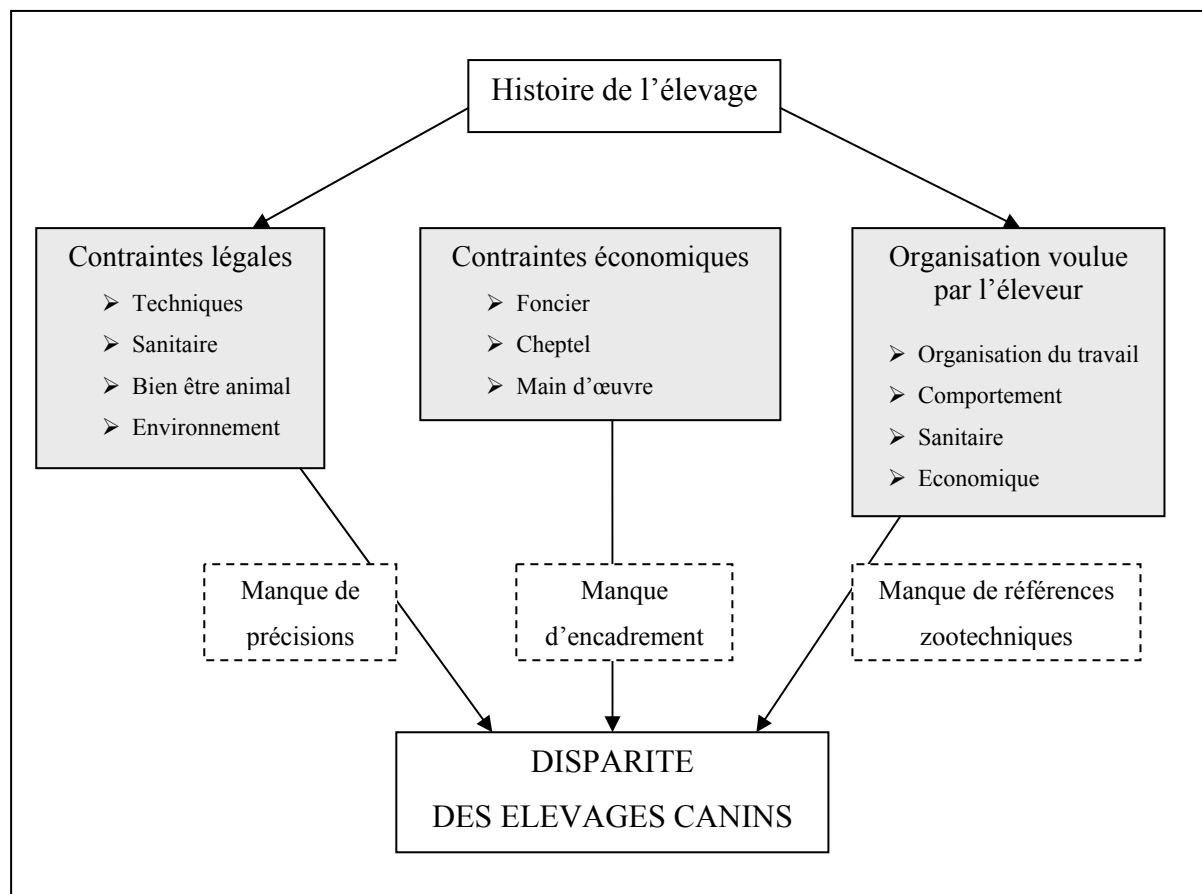 Histoire de l’élevage
Contraintes légales
➢ Techniques
➢ Sanitaire
➢ Bien être animal
➢ Environnement
Contraintes économiques
➢ Foncier
➢ Cheptel
➢ Main d’œuvre
Organisation voulue
par l’éleveur
➢ Organisation du travail
➢ Comportement
➢ Sanitaire
➢ Economique
Manque de
précisions
Manque
d’encadrement
Manque de références
zootechniques
DISPARITE
DES ELEVAGES CANINS